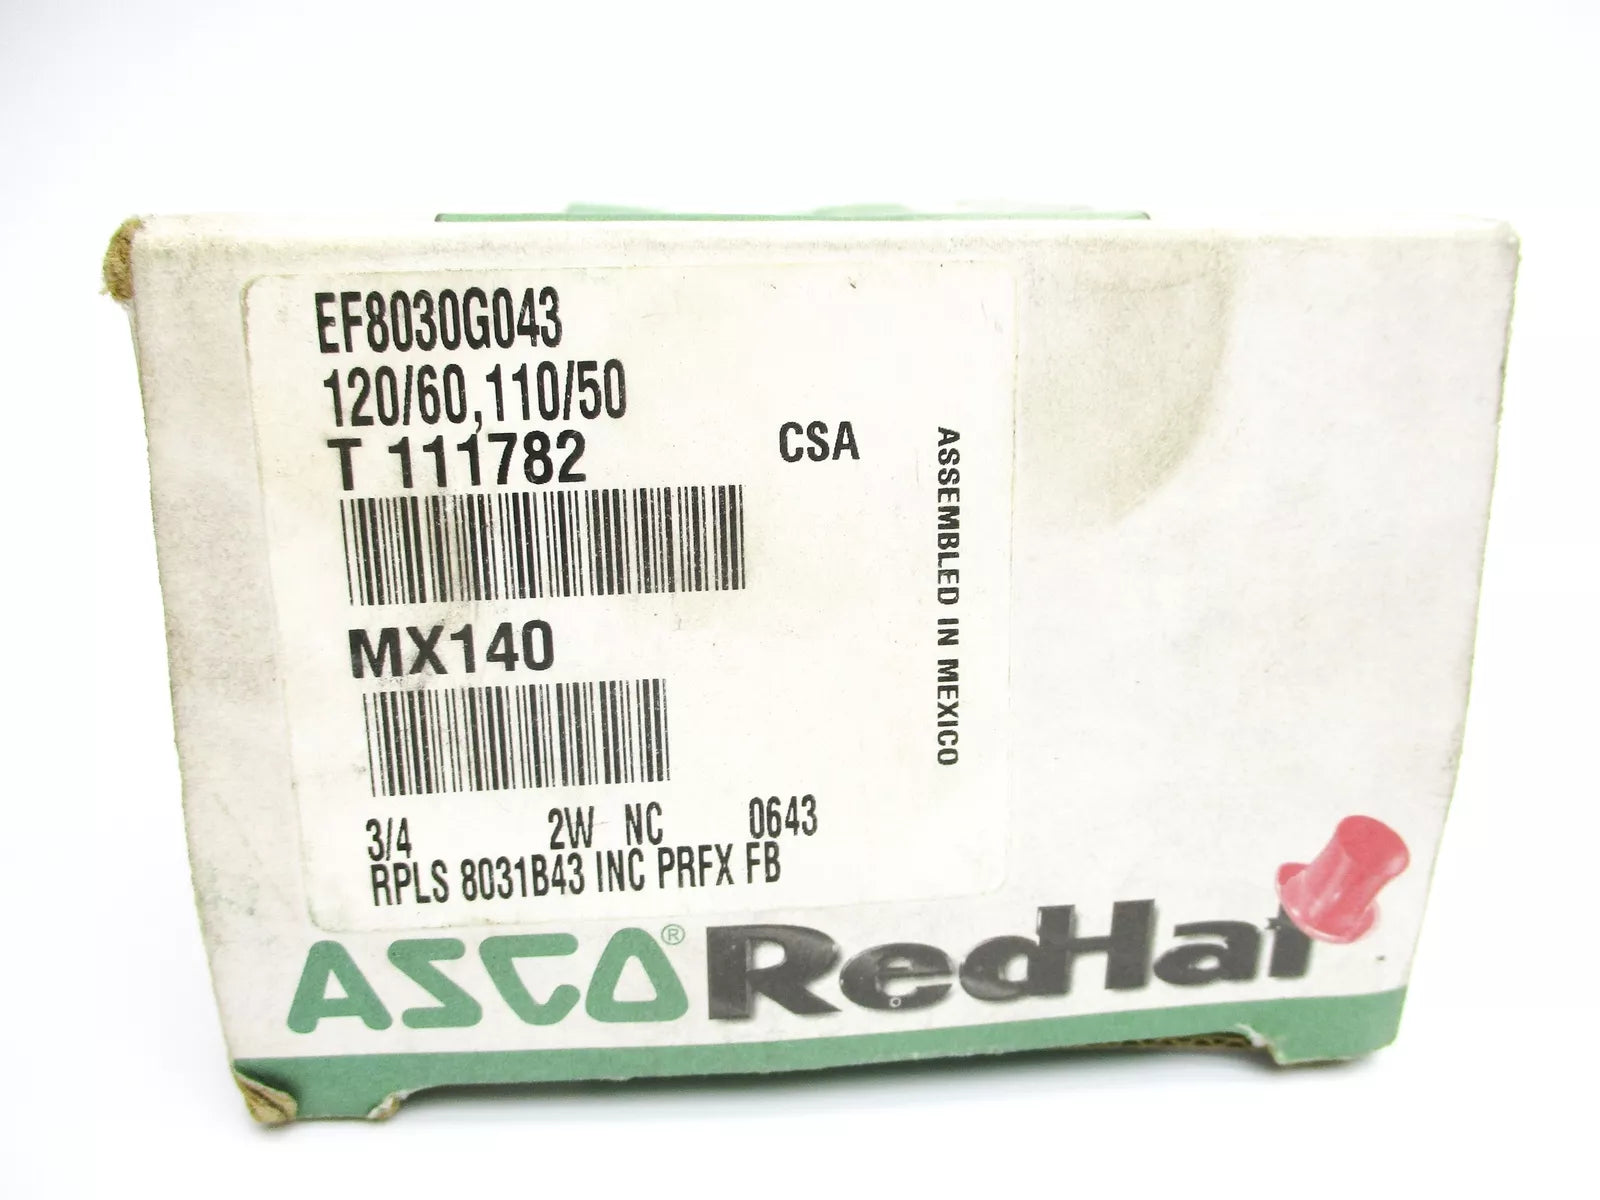 EF8030G043
120/60,110/50
T 111782
CSA
ASSEMBLED IN MEXICO
MX140
3/4 2W NC 0643
RPLS 8031B43 INC PRFX FB
ASCO® RedHat